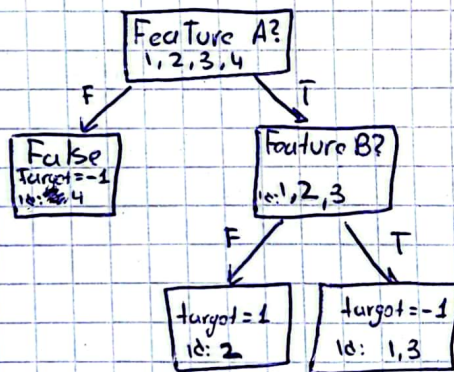 Feature A?
1, 2, 3, 4
F
T
False
Target = -1
id: 4
Feature B?
id: 1, 2, 3
F
T
target = 1
id: 2
target = -1
id: 1, 3